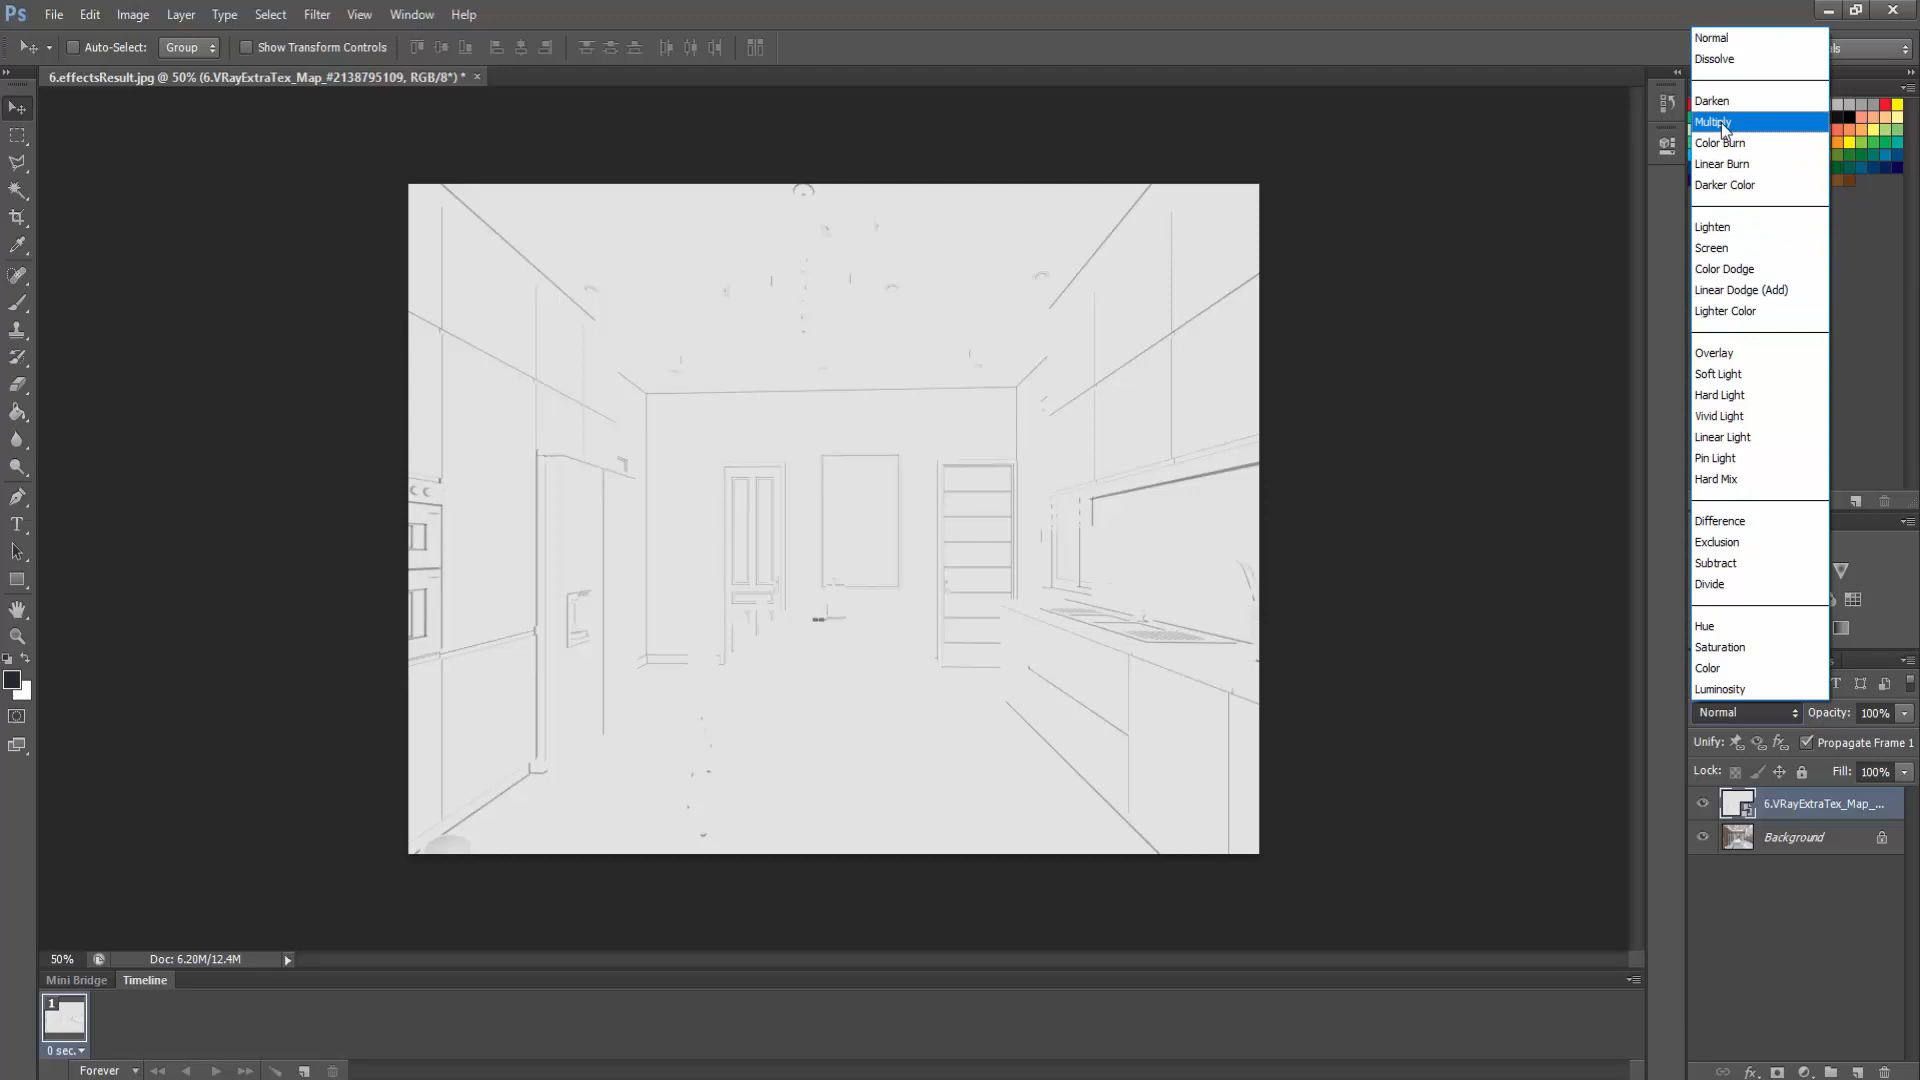 Ps File Edit Image Layer Type Select Filter View Window Help
Auto-Select: Group Show Transform Controls
6.effectsResult.jpg @ 50% (6.VRayExtraTex_Map_#2138795109, RGB/8*) * ×
Normal
Dissolve
Darken
Multiply
Color Burn
Linear Burn
Darker Color
Lighten
Screen
Color Dodge
Linear Dodge (Add)
Lighter Color
Overlay
Soft Light
Hard Light
Vivid Light
Linear Light
Pin Light
Hard Mix
Difference
Exclusion
Subtract
Divide
Hue
Saturation
Color
Luminosity
Normal Opacity: 100%
Unify: Propagate Frame 1
Lock: Fill: 100%
6.VRayExtraTex_Map_...
Background
50% Doc: 6.20M/12.4M
Mini Bridge Timeline
1
0 sec.
Forever